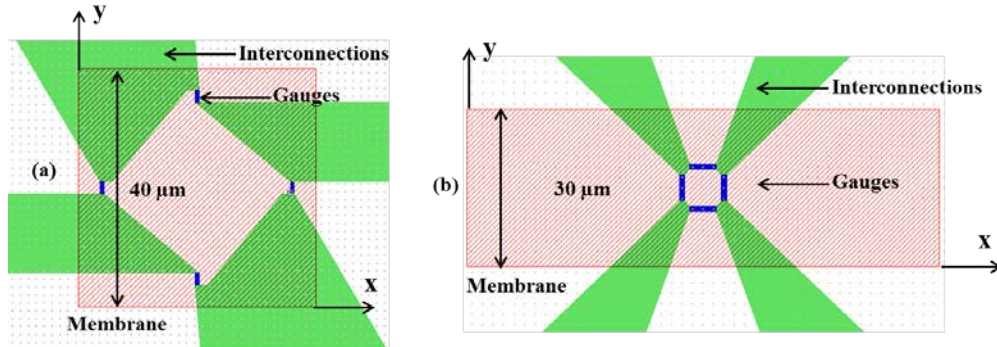 y
Interconnections
Gauges
(a)
40 μm
x
Membrane
y
Interconnections
(b)
30 μm
Gauges
x
Membrane